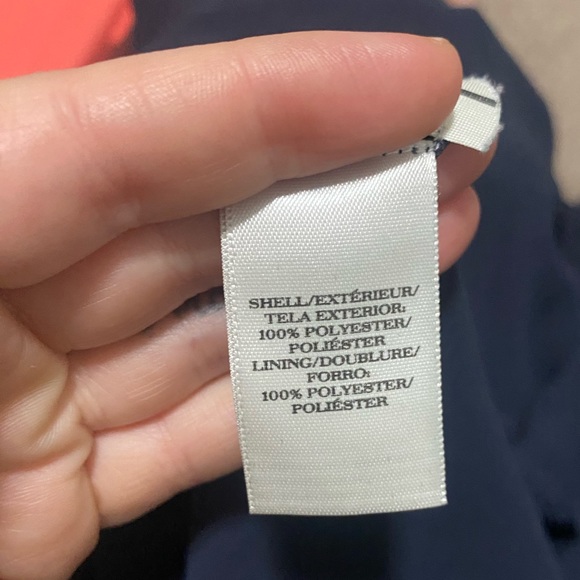 SHELL/EXTÉRIEUR/
TELA EXTERIOR:
100% POLYESTER/
POLIÉSTER
LINING/DOUBLURE/
FORRO:
100% POLYESTER/
POLIÉSTER